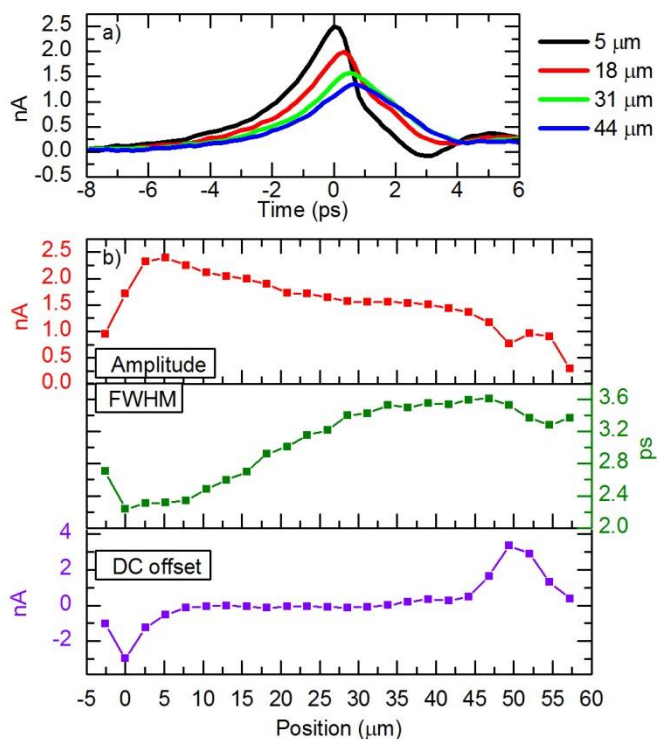 a)
2.5
2.0
1.5
1.0
0.5
0.0
-0.5
nA
-8 -6 -4 -2 0 2 4 6
Time (ps)
5 μm
18 μm
31 μm
44 μm
b)
2.5
2.0
1.5
1.0
0.5
0.0
nA
Amplitude
FWHM
3.6
3.2
2.8
2.4
2.0
ps
4
2
0
-2
nA
DC offset
-5 0 5 10 15 20 25 30 35 40 45 50 55 60
Position (μm)